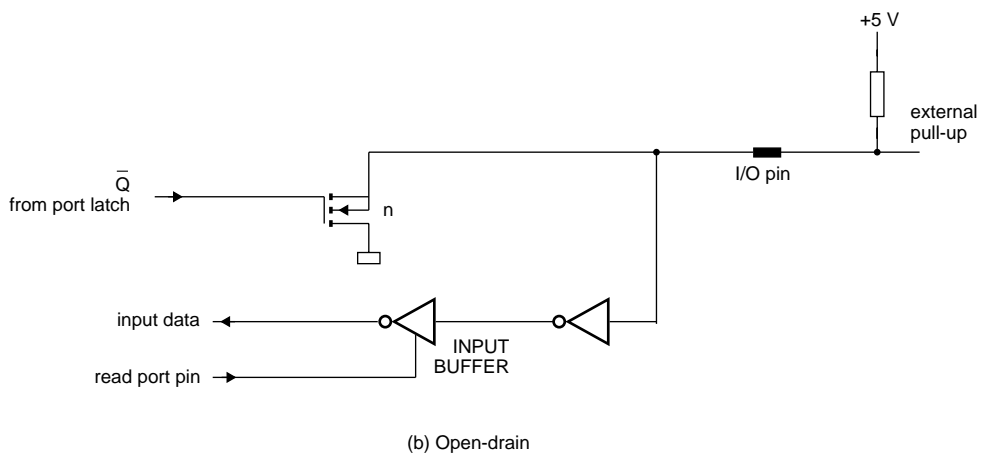 +5 V
external
pull-up
I/O pin
Q̅
from port latch
n
input data
INPUT
BUFFER
read port pin
(b) Open-drain